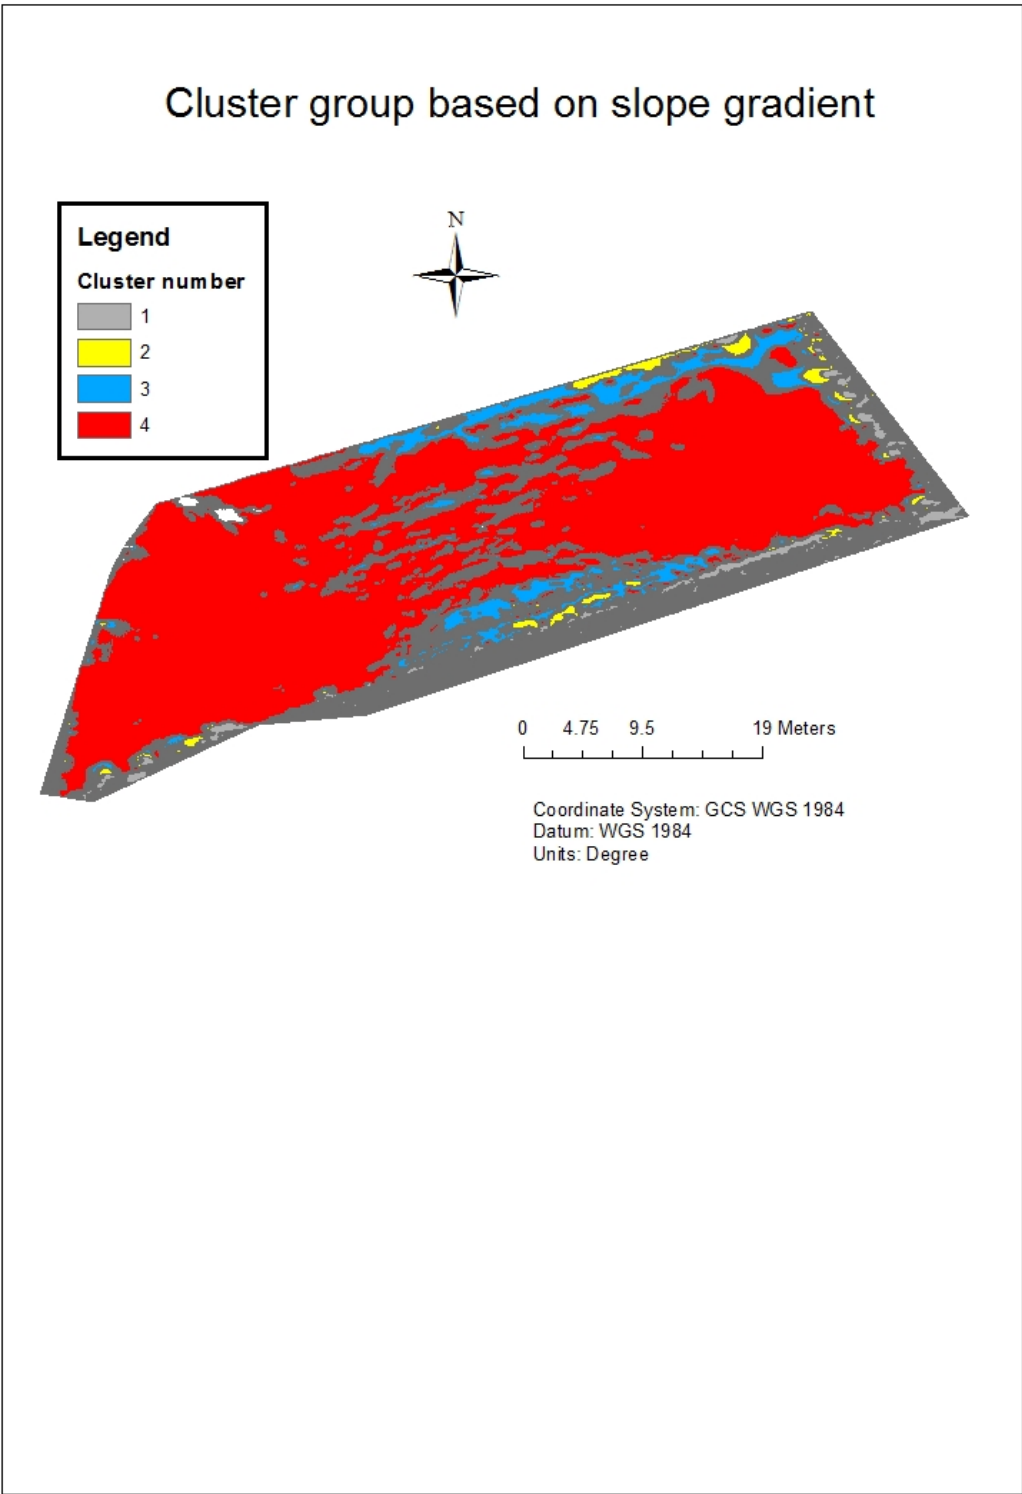 Cluster group based on slope gradient
Legend
Cluster number
1
2
3
4
N
0 4.75 9.5 19 Meters
Coordinate System: GCS WGS 1984
Datum: WGS 1984
Units: Degree